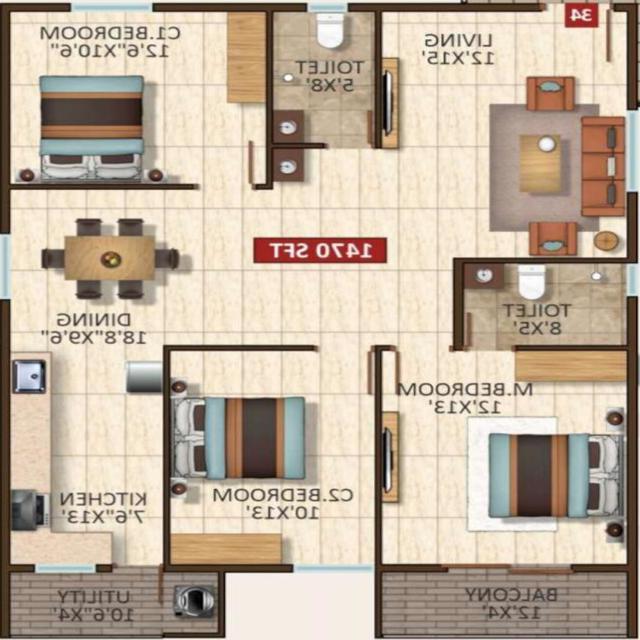 C1.BEDROOM
12'6"X10'6"
TOILET
5'X8'
LIVING
12'X15'
34
1470 SFT
DINING
18'8"X9'6"
TOILET
8'X5'
M.BEDROOM
12'X13'
KITCHEN
7'6"X13'
C2.BEDROOM
10'X13'
UTILITY
10'6"X4'
BALCONY
12'X4'